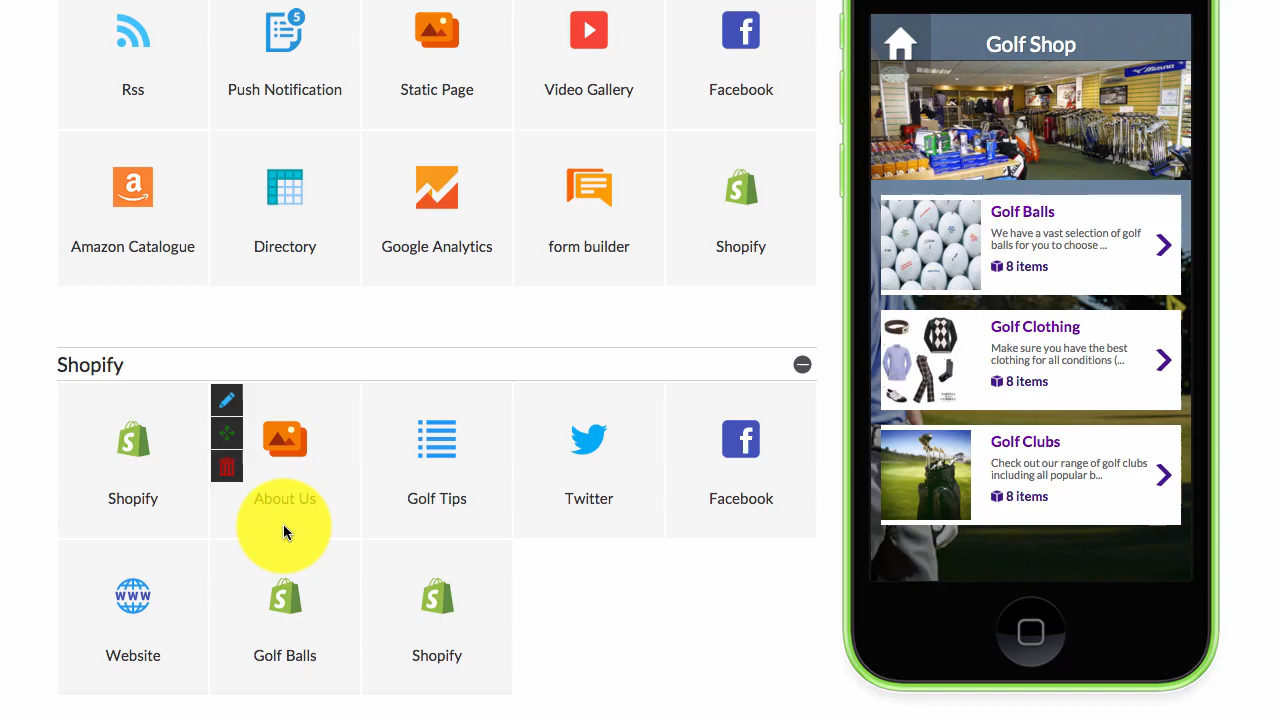 5
Rss
Push Notification
Static Page
Video Gallery
Facebook
a
S
Amazon Catalogue
Directory
Google Analytics
form builder
Shopify
Shopify
S
Shopify
About Us
Golf Tips
Twitter
Facebook
WWW
S
S
Website
Golf Balls
Shopify
Golf Shop
MIZUNO
Golf Balls
We have a vast selection of golf
balls for you to choose ...
8 items
Golf Clothing
Make sure you have the best
clothing for all conditions (...
8 items
Golf Clubs
Check out our range of golf clubs
including all popular b...
8 items